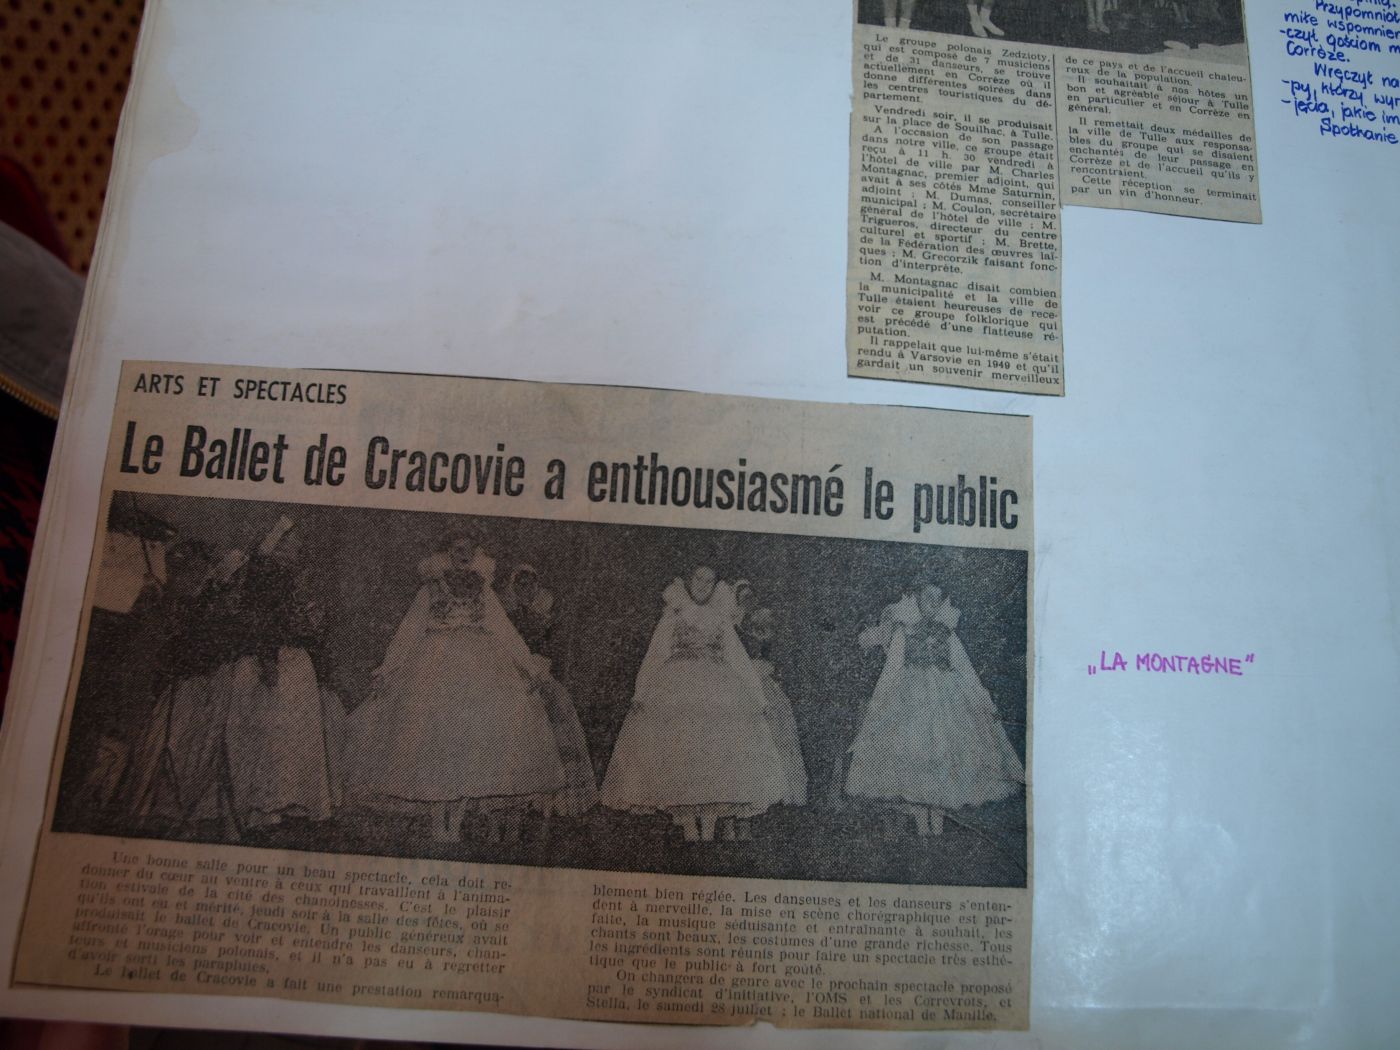 Le groupe polonais Zedzioty,
qui est composé de 7 musiciens
et de 31 danseurs, se trouve
actuellement en Corrèze où il
donne différentes soirées dans
les centres touristiques du dé-
partement.
Vendredi soir, il se produisait
sur la place de Souilhac, à Tulle.
A l'occasion de son passage
dans notre ville, ce groupe était
reçu à 11 h. 30 vendredi à
l'hôtel de ville par M. Charles
Montagnac, premier adjoint, qui
avait à ses côtés Mme Saturnin,
adjoint ; M. Dumas, conseiller
municipal ; M. Coulon, secrétaire
général de l'hôtel de ville ; M.
Trigueros, directeur du centre
culturel et sportif ; M. Brette,
de la Fédération des œuvres laï-
ques ; M. Grecorzik faisant fonc-
tion d'interprète.
M. Montagnac disait combien
la municipalité et la ville de
Tulle étaient heureuses de rece-
voir ce groupe folklorique qui
est précédé d'une flatteuse ré-
putation.
Il rappelait que lui-même s'était
rendu à Varsovie en 1949 et qu'il
gardait un souvenir merveilleux
de ce pays et de l'accueil chaleu-
reux de la population.
Il souhaitait à nos hôtes un
bon et agréable séjour à Tulle
en particulier et en Corrèze en
général.
Il remettait deux médailles de
la ville de Tulle aux responsa-
bles du groupe qui se disaient
enchantés de leur passage en
Corrèze et de l'accueil qu'ils y
rencontraient.
Cette réception se terminait
par un vin d'honneur.
Przypomniał
miłe wspomnien
-czył gościom m
Corrèze.
Wręczył na
-py, którzy wyr
-jęcia, jakie im
Spotkanie
ARTS ET SPECTACLES
Le Ballet de Cracovie a enthousiasmé le public
Une bonne salle pour un beau spectacle, cela doit re-
donner du cœur au ventre à ceux qui travaillent à l'anima-
tion estivale de la cité des chanoinesses. C'est le plaisir
qu'ils ont eu et mérité, jeudi soir à la salle des fêtes, où se
produisait le ballet de Cracovie. Un public généreux avait
affronté l'orage pour voir et entendre les danseurs, chan-
teurs et musiciens polonais, et il n'a pas eu à regretter
d'avoir sorti les parapluies.
Le ballet de Cracovie a fait une prestation remarqua-
blement bien réglée. Les danseuses et les danseurs s'enten-
dent à merveille, la mise en scène chorégraphique est par-
faite, la musique séduisante et entraînante à souhait, les
chants sont beaux, les costumes d'une grande richesse. Tous
les ingrédients sont réunis pour faire un spectacle très esthé-
tique que le public à fort goûté.
On changera de genre avec le prochain spectacle proposé
par le syndicat d'initiative, l'OMS et les Correvrots, et
Stella, le samedi 28 juillet : le Ballet national de Manille.
„LA MONTAGNE"